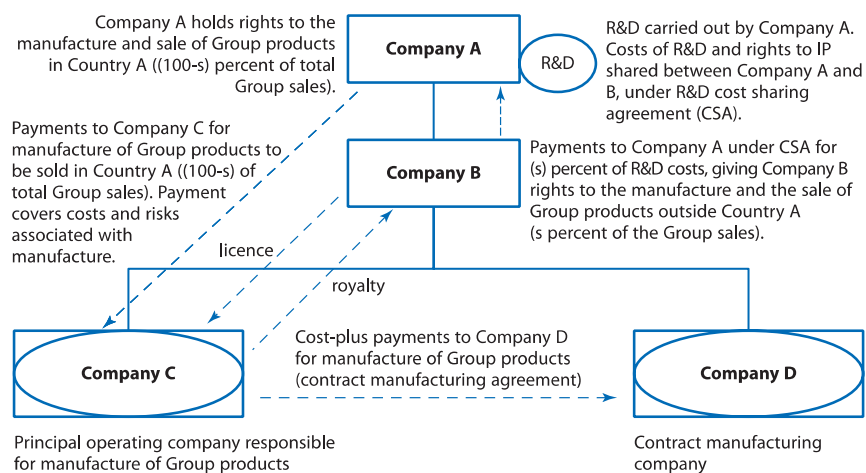 Company A holds rights to the
manufacture and sale of Group products
in Country A ((100-s) percent of total
Group sales).
Company A
R&D
R&D carried out by Company A.
Costs of R&D and rights to IP
shared between Company A and
B, under R&D cost sharing
agreement (CSA).
Payments to Company C for
manufacture of Group products to
be sold in Country A ((100-s) of
total Group sales). Payment
covers costs and risks
associated with
manufacture.
Company B
Payments to Company A under CSA for
(s) percent of R&D costs, giving Company B
rights to the manufacture and the sale of
Group products outside Country A
(s percent of the Group sales).
licence
royalty
Company C
Cost-plus payments to Company D
for manufacture of Group products
(contract manufacturing agreement)
Company D
Principal operating company responsible
for manufacture of Group products
Contract manufacturing
company